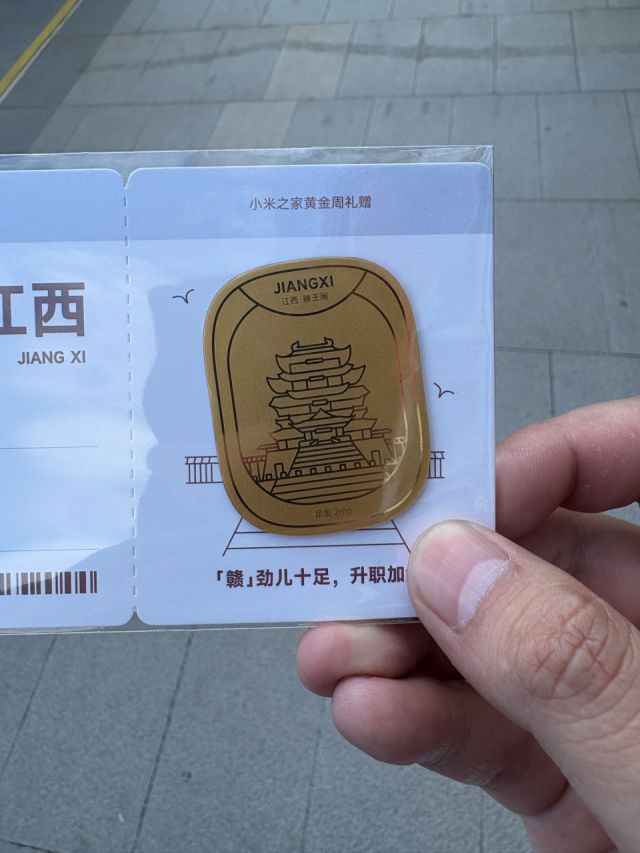 小米之家黄金周礼赠
江西
JIANG XI
JIANGXI
江西·滕王阁
足金 2mg
「赣」劲儿十足，升职加